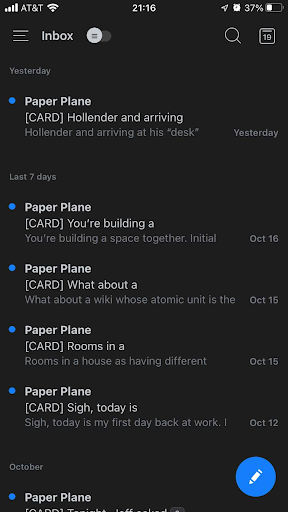 AT&T 21:16 37%
Inbox 19
Yesterday
Paper Plane
[CARD] Hollender and arriving
Hollender and arriving at his “desk” Yesterday
Last 7 days
Paper Plane
[CARD] You’re building a
You’re building a space together. Initial Oct 16
Paper Plane
[CARD] What about a
What about a wiki whose atomic unit is the Oct 15
Paper Plane
[CARD] Rooms in a
Rooms in a house as having different Oct 15
Paper Plane
[CARD] Sigh, today is
Sigh, today is my first day back at work. I Oct 12
October
Paper Plane
[CARD] Tonight, Jeff asked